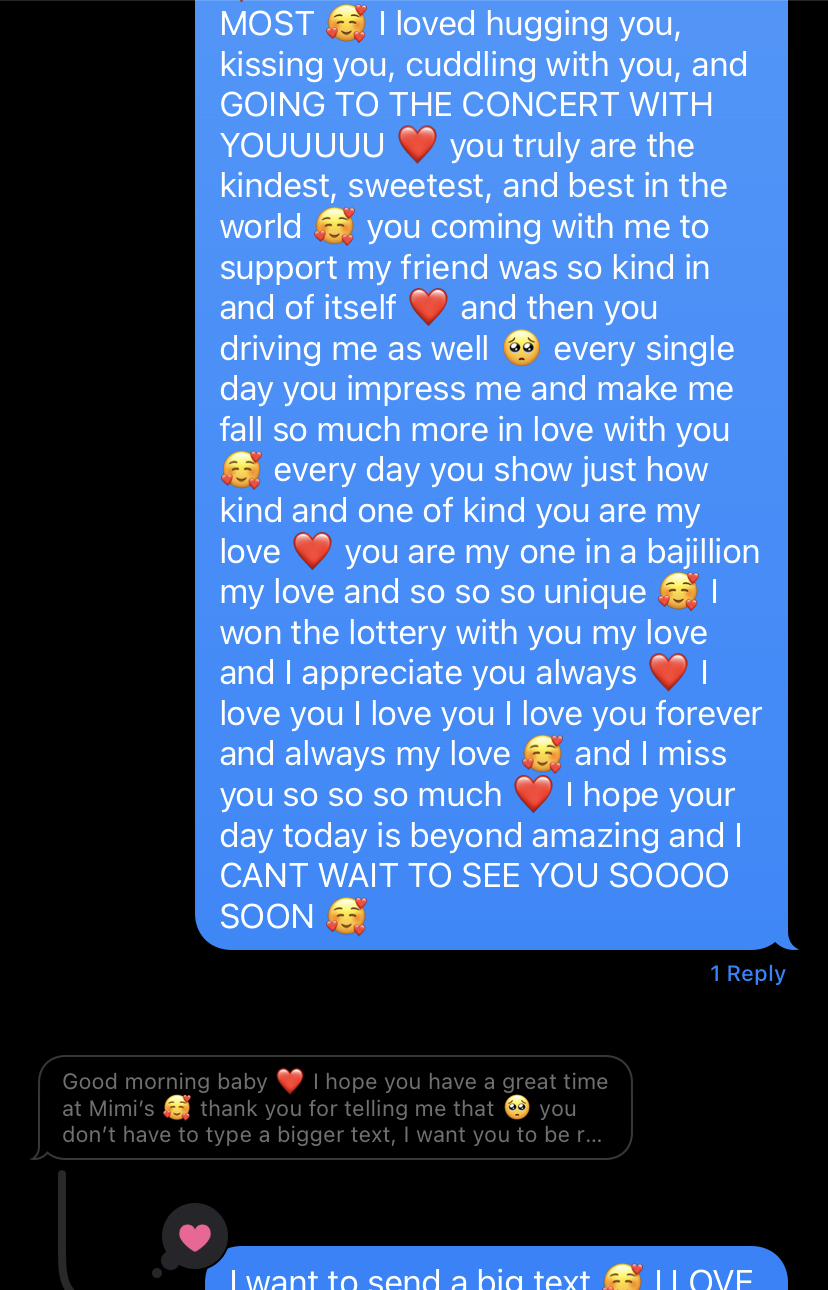 MOST 🥰 I loved hugging you,
kissing you, cuddling with you, and
GOING TO THE CONCERT WITH
YOUUUUU ❤️ you truly are the
kindest, sweetest, and best in the
world 🥰 you coming with me to
support my friend was so kind in
and of itself ❤️ and then you
driving me as well 🥺 every single
day you impress me and make me
fall so much more in love with you
🥰 every day you show just how
kind and one of kind you are my
love ❤️ you are my one in a bajillion
my love and so so so unique 🥰 I
won the lottery with you my love
and I appreciate you always ❤️ I
love you I love you I love you forever
and always my love 🥰 and I miss
you so so so much ❤️ I hope your
day today is beyond amazing and I
CANT WAIT TO SEE YOU SOOOO
SOON 🥰
1 Reply
Good morning baby ❤️ I hope you have a great time
at Mimi’s 🥰 thank you for telling me that 🥺 you
don’t have to type a bigger text, I want you to be r...
I want to send a big text 🥰 I LOVE